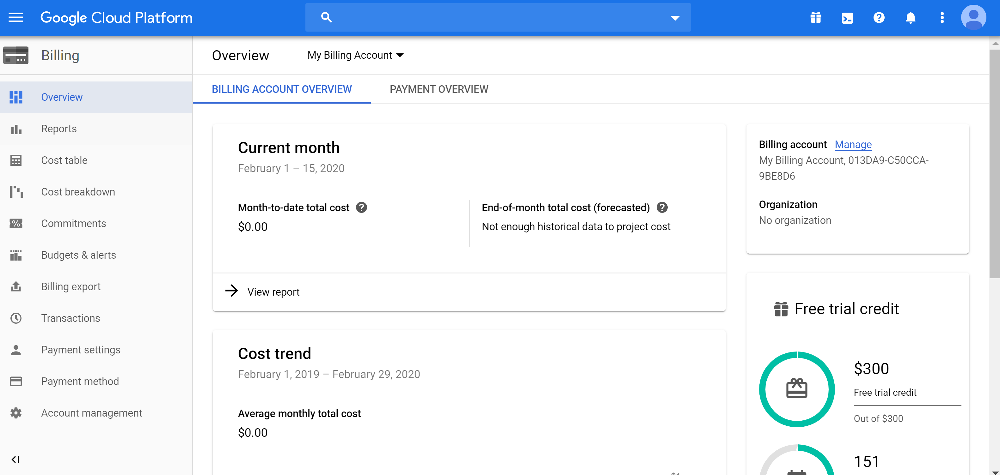 Google Cloud Platform
Billing
Overview
Reports
Cost table
Cost breakdown
Commitments
Budgets & alerts
Billing export
Transactions
Payment settings
Payment method
Account management
Overview
My Billing Account
BILLING ACCOUNT OVERVIEW
PAYMENT OVERVIEW
Current month
February 1 – 15, 2020
Month-to-date total cost
$0.00
End-of-month total cost (forecasted)
Not enough historical data to project cost
View report
Cost trend
February 1, 2019 – February 29, 2020
Average monthly total cost
$0.00
Billing account Manage
My Billing Account, 013DA9-C50CCA-
9BE8D6
Organization
No organization
Free trial credit
$300
Free trial credit
Out of $300
151